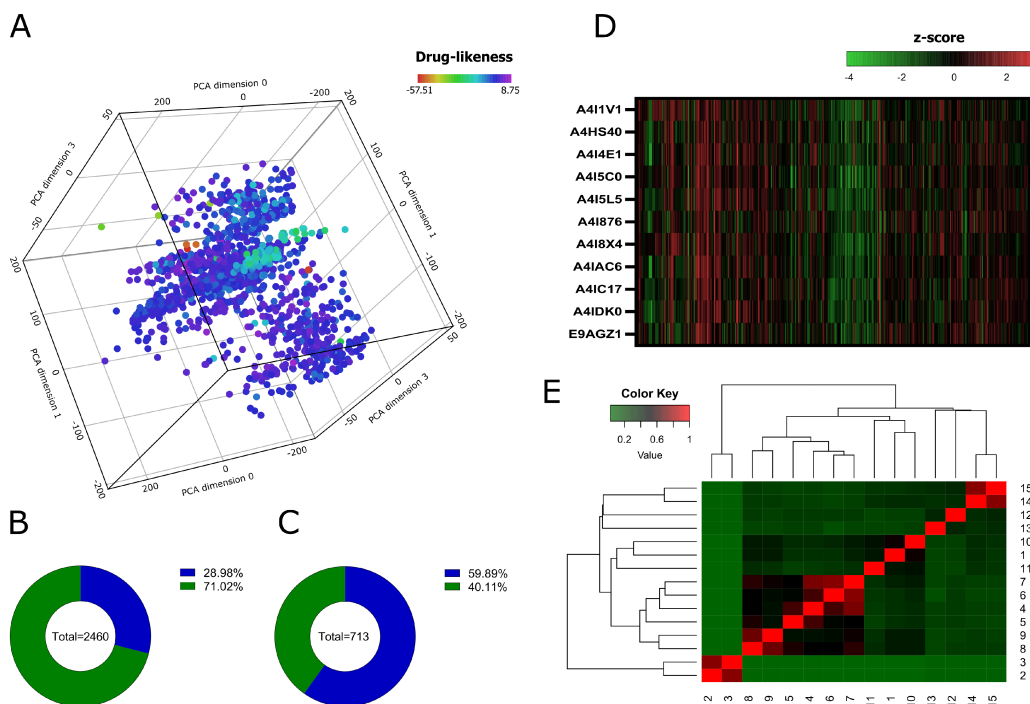 A
Drug-likeness
-57.51 8.75
PCA dimension 0
200 0 -200
200
100
0
-100
-200
PCA dimension 1
50
0
-50
PCA dimension 3
200
100
0
-100
-200
PCA dimension 1
200 0 -200
PCA dimension 0
-50
0
50
PCA dimension 3
B
Total=2460
28.98%
71.02%
C
Total=713
59.89%
40.11%
D
z-score
-4 -2 0 2
A4I1V1
A4HS40
A4I4E1
A4I5C0
A4I5L5
A4I876
A4I8X4
A4IAC6
A4IC17
A4IDK0
E9AGZ1
E
Color Key
0.2 0.6 1
Value
15
14
12
13
10
1
11
7
6
4
5
9
8
3
2
2 3 8 9 5 4 6 7 11 1 10 13 12 14 15